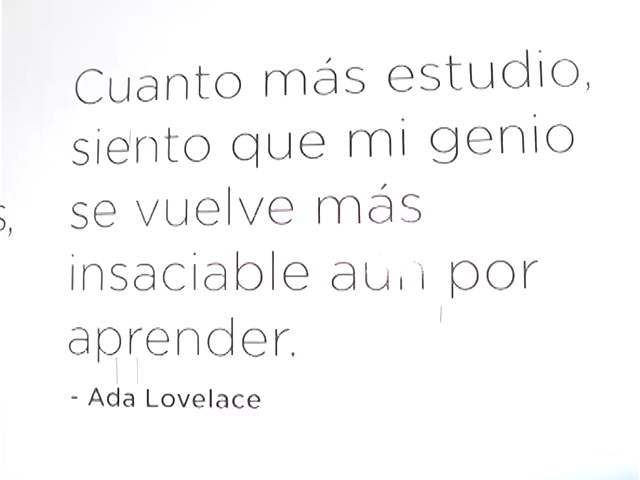 Cuanto más estudio,
siento que mi genio
se vuelve más
insaciable aun por
aprender.
- Ada Lovelace